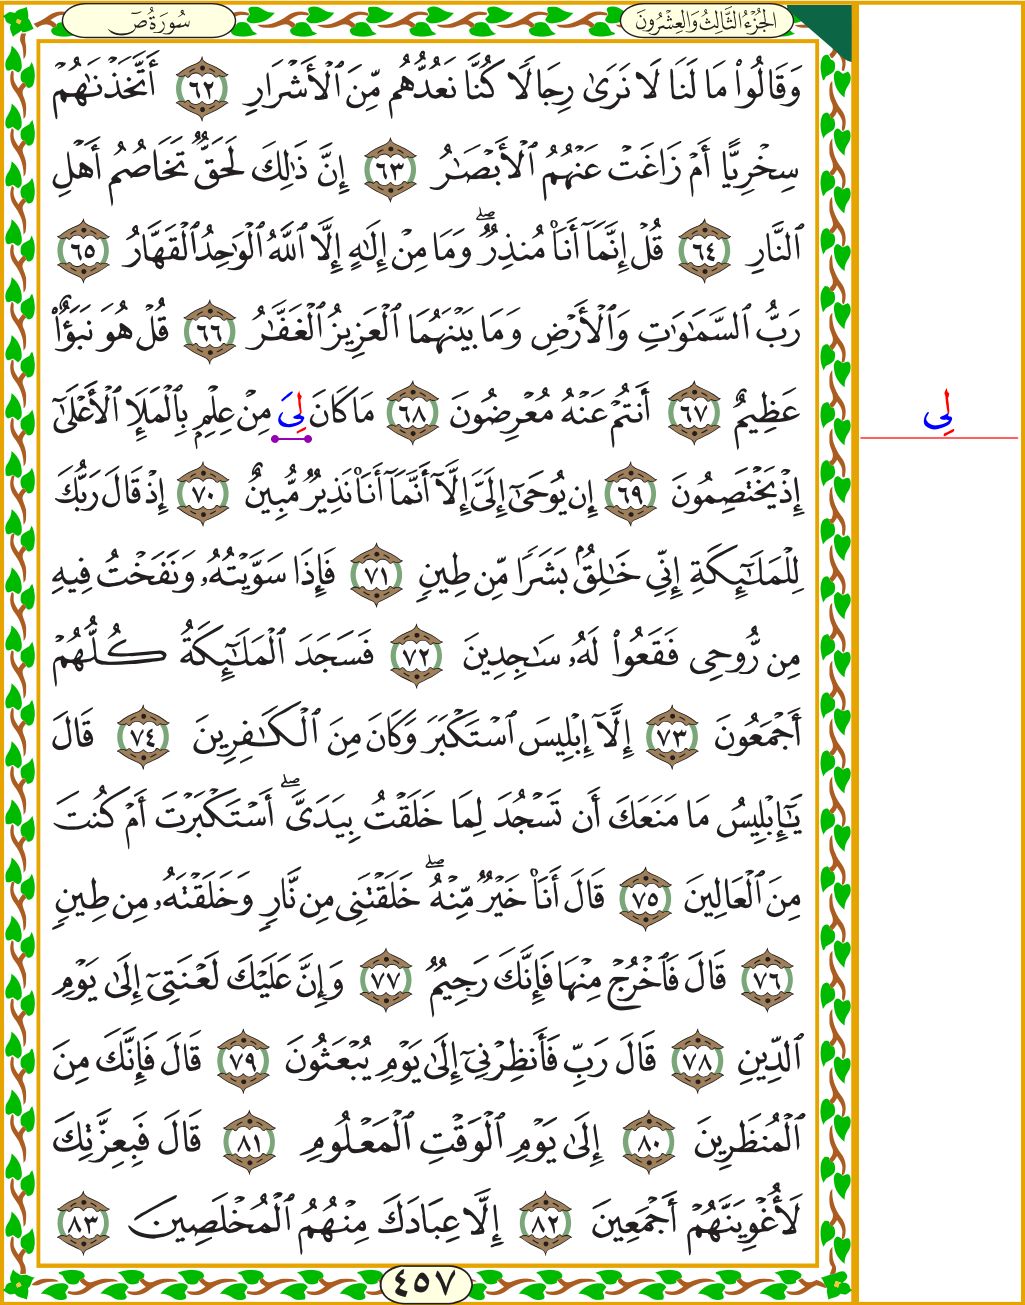 سُورَةُ صٓ
الجُزْءُ الثَّالِثُ وَالعِشْرُونَ
وَقَالُوا۟ مَا لَنَا لَا نَرَىٰ رِجَالًا كُنَّا نَعُدُّهُم مِّنَ ٱلْأَشْرَارِ ٦٢ أَتَّخَذْنَٰهُمْ
سِخْرِيًّا أَمْ زَاغَتْ عَنْهُمُ ٱلْأَبْصَٰرُ ٦٣ إِنَّ ذَٰلِكَ لَحَقٌّ تَخَاصُمُ أَهْلِ
ٱلنَّارِ ٦٤ قُلْ إِنَّمَآ أَنَا۠ مُنذِرٌ ۖ وَمَا مِنْ إِلَٰهٍ إِلَّا ٱللَّهُ ٱلْوَٰحِدُ ٱلْقَهَّارُ ٦٥
رَبُّ ٱلسَّمَٰوَٰتِ وَٱلْأَرْضِ وَمَا بَيْنَهُمَا ٱلْعَزِيزُ ٱلْغَفَّٰرُ ٦٦ قُلْ هُوَ نَبَؤٌا۟
عَظِيمٌ ٦٧ أَنتُمْ عَنْهُ مُعْرِضُونَ ٦٨ مَا كَانَ لِىَ مِنْ عِلْمٍۭ بِٱلْمَلَإِ ٱلْأَعْلَىٰٓ
لِى
إِذْ يَخْتَصِمُونَ ٦٩ إِن يُوحَىٰٓ إِلَىَّ إِلَّآ أَنَّمَآ أَنَا۠ نَذِيرٌ مُّبِينٌ ٧٠ إِذْ قَالَ رَبُّكَ
لِلْمَلَٰٓئِكَةِ إِنِّى خَٰلِقٌۢ بَشَرًا مِّن طِينٍ ٧١ فَإِذَا سَوَّيْتُهُۥ وَنَفَخْتُ فِيهِ
مِن رُّوحِى فَقَعُوا۟ لَهُۥ سَٰجِدِينَ ٧٢ فَسَجَدَ ٱلْمَلَٰٓئِكَةُ كُلُّهُمْ
أَجْمَعُونَ ٧٣ إِلَّآ إِبْلِيسَ ٱسْتَكْبَرَ وَكَانَ مِنَ ٱلْكَٰفِرِينَ ٧٤ قَالَ
يَٰٓإِبْلِيسُ مَا مَنَعَكَ أَن تَسْجُدَ لِمَا خَلَقْتُ بِيَدَىَّ ۖ أَسْتَكْبَرْتَ أَمْ كُنتَ
مِنَ ٱلْعَالِينَ ٧٥ قَالَ أَنَا۠ خَيْرٌ مِّنْهُ ۖ خَلَقْتَنِى مِن نَّارٍ وَخَلَقْتَهُۥ مِن طِينٍ
٧٦ قَالَ فَٱخْرُجْ مِنْهَا فَإِنَّكَ رَجِيمٌ ٧٧ وَإِنَّ عَلَيْكَ لَعْنَتِىٓ إِلَىٰ يَوْمِ
ٱلدِّينِ ٧٨ قَالَ رَبِّ فَأَنظِرْنِىٓ إِلَىٰ يَوْمِ يُبْعَثُونَ ٧٩ قَالَ فَإِنَّكَ مِنَ
ٱلْمُنظَرِينَ ٨٠ إِلَىٰ يَوْمِ ٱلْوَقْتِ ٱلْمَعْلُومِ ٨١ قَالَ فَبِعِزَّتِكَ
لَأُغْوِيَنَّهُمْ أَجْمَعِينَ ٨٢ إِلَّا عِبَادَكَ مِنْهُمُ ٱلْمُخْلَصِينَ ٨٣
٤٥٧